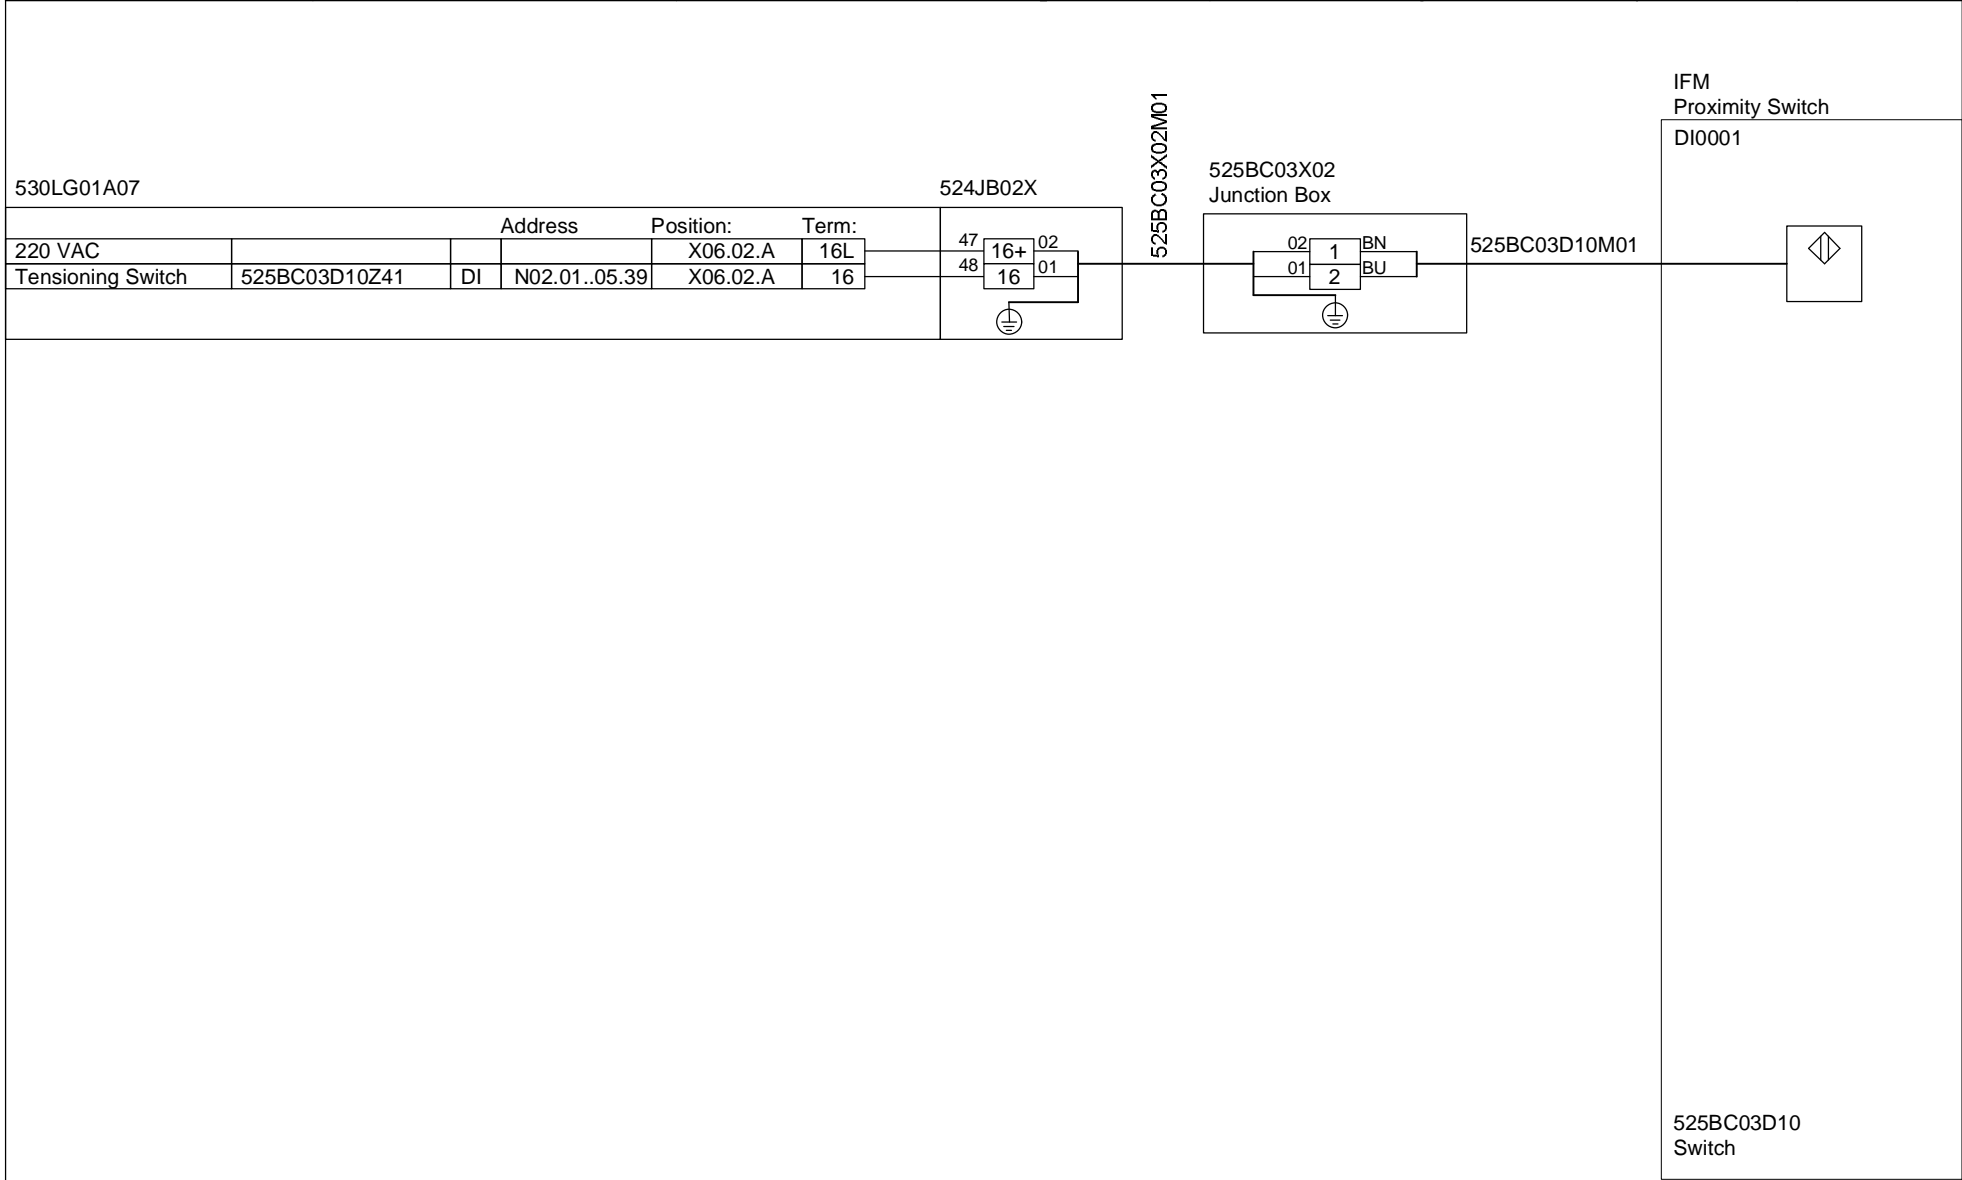 IFM
Proximity Switch
DI0001
525BC03X02M01
525BC03X02
Junction Box
530LG01A07
524JB02X
Address Position: Term:
220 VAC X06.02.A 16L
Tensioning Switch 525BC03D10Z41 DI N02.01..05.39 X06.02.A 16
47 16+ 02
48 16 01
02 1 BN
01 2 BU
525BC03D10M01
525BC03D10
Switch